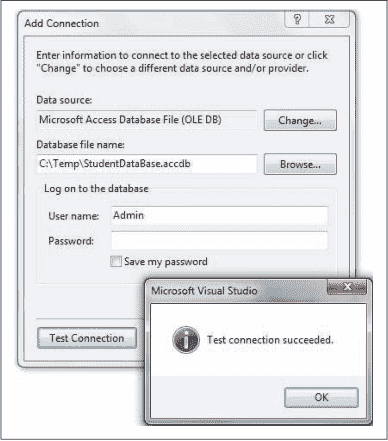 Add Connection
Enter information to connect to the selected data source or click
"Change" to choose a different data source and/or provider.
Data source:
Microsoft Access Database File (OLE DB)
Change...
Database file name:
C:\Temp\StudentDataBase.accdb
Browse...
Log on to the database
User name: Admin
Password:
Save my password
Test Connection
Microsoft Visual Studio
Test connection succeeded.
OK